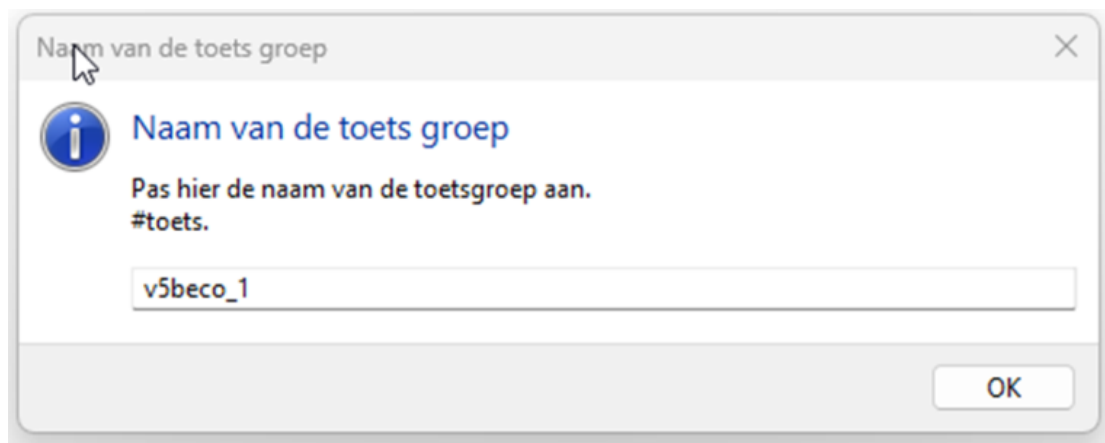 Naam van de toets groep
Naam van de toets groep
Pas hier de naam van de toetsgroep aan.
#toets.
v5beco_1
OK